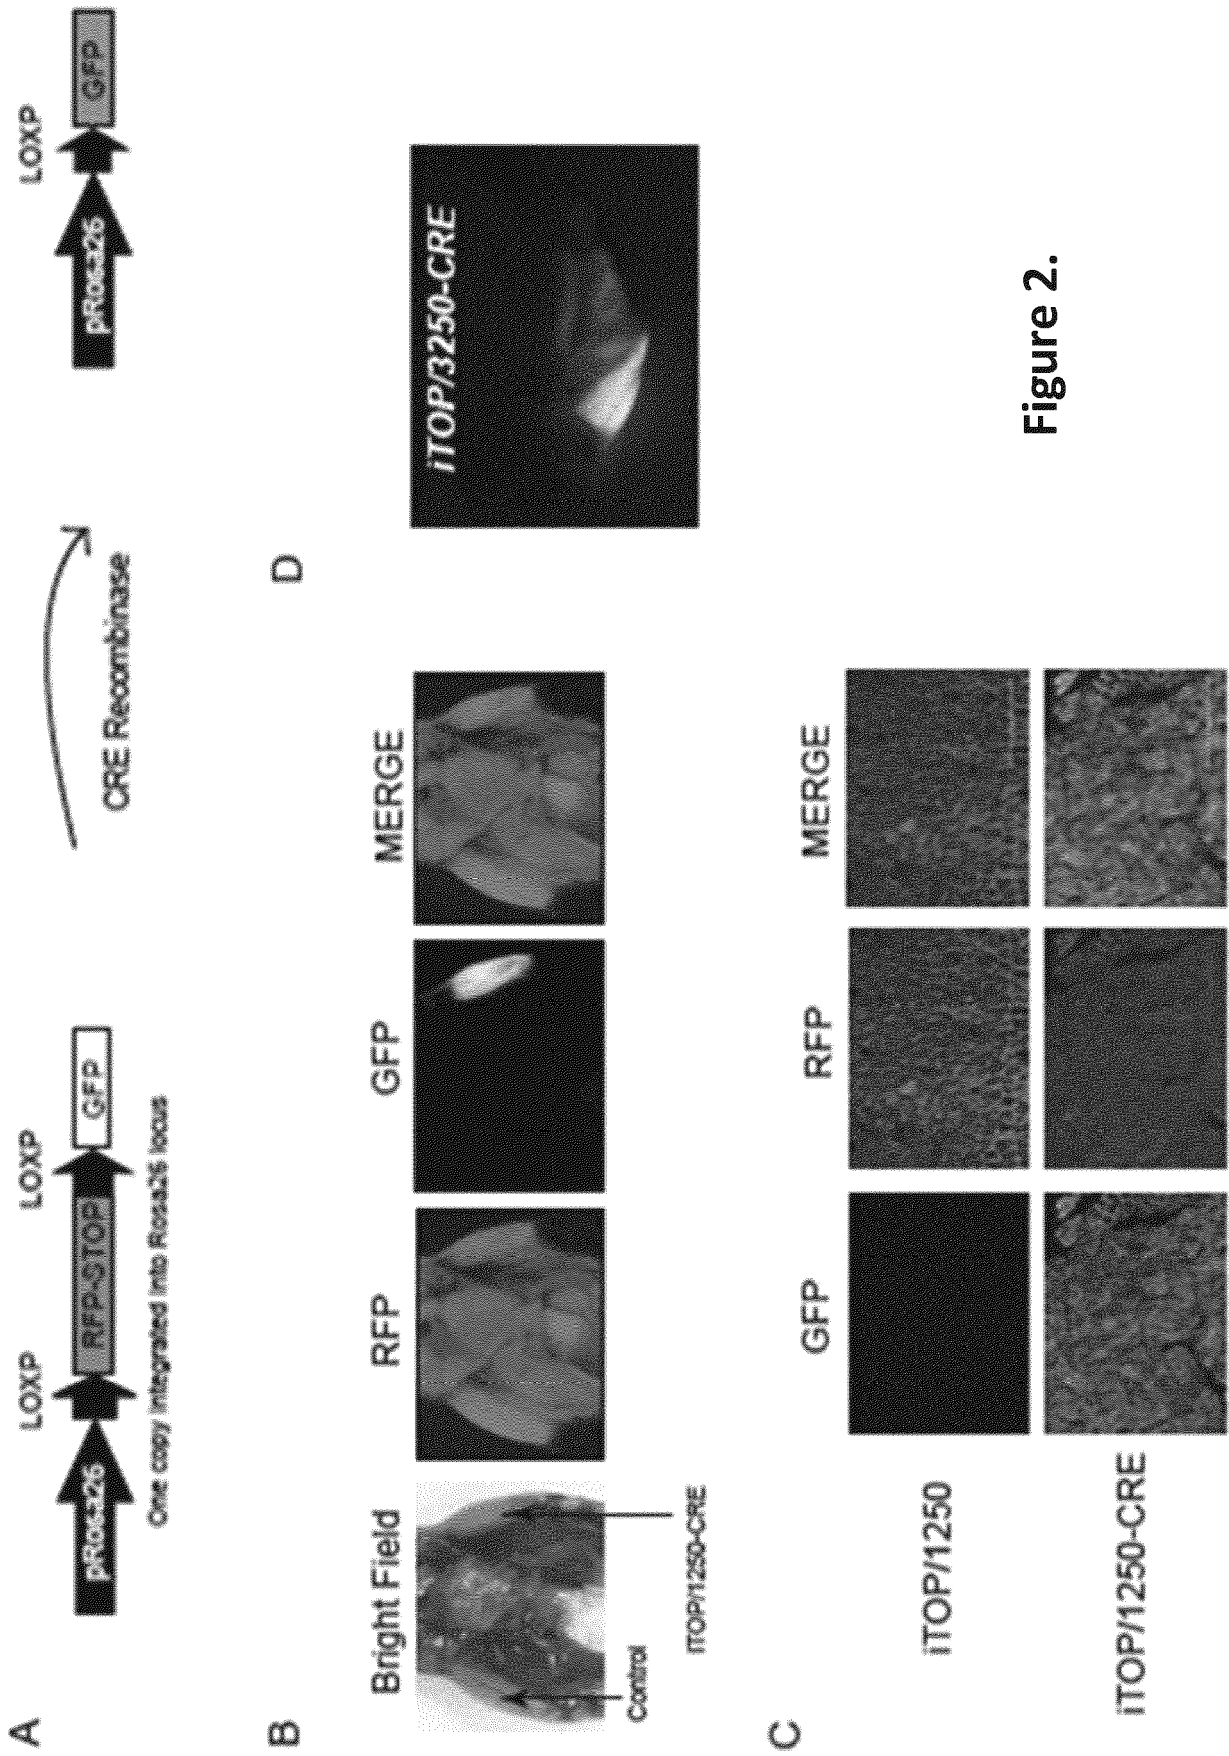 A
LOXP
LOXP
LOXP
pRosa26
RFP-STOP
GFP
pRosa26
GFP
CRE Recombinase
One copy integrated into Rosa26 locus
B
Bright Field
RFP
GFP
MERGE
Control
iTOP/1250-CRE
D
iTOP/3250-CRE
C
GFP
RFP
MERGE
iTOP/1250
iTOP/1250-CRE
Figure 2.